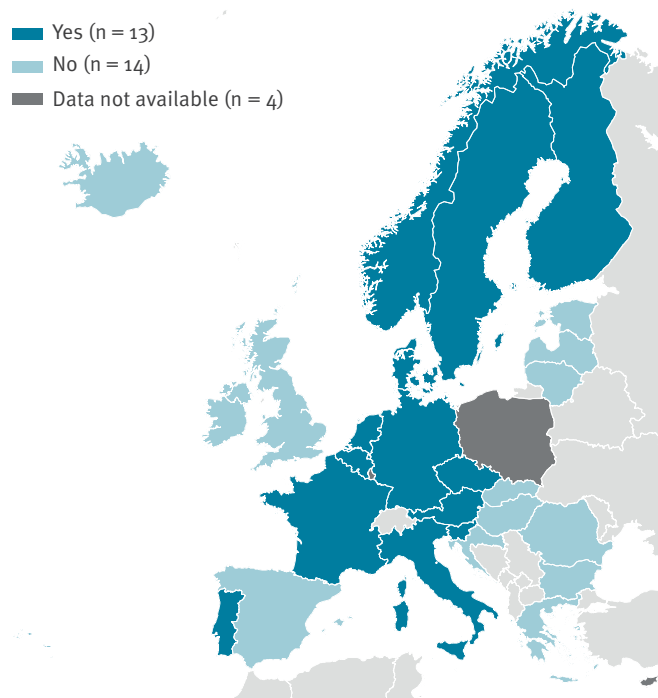 Yes (n = 13)
No (n = 14)
Data not available (n = 4)